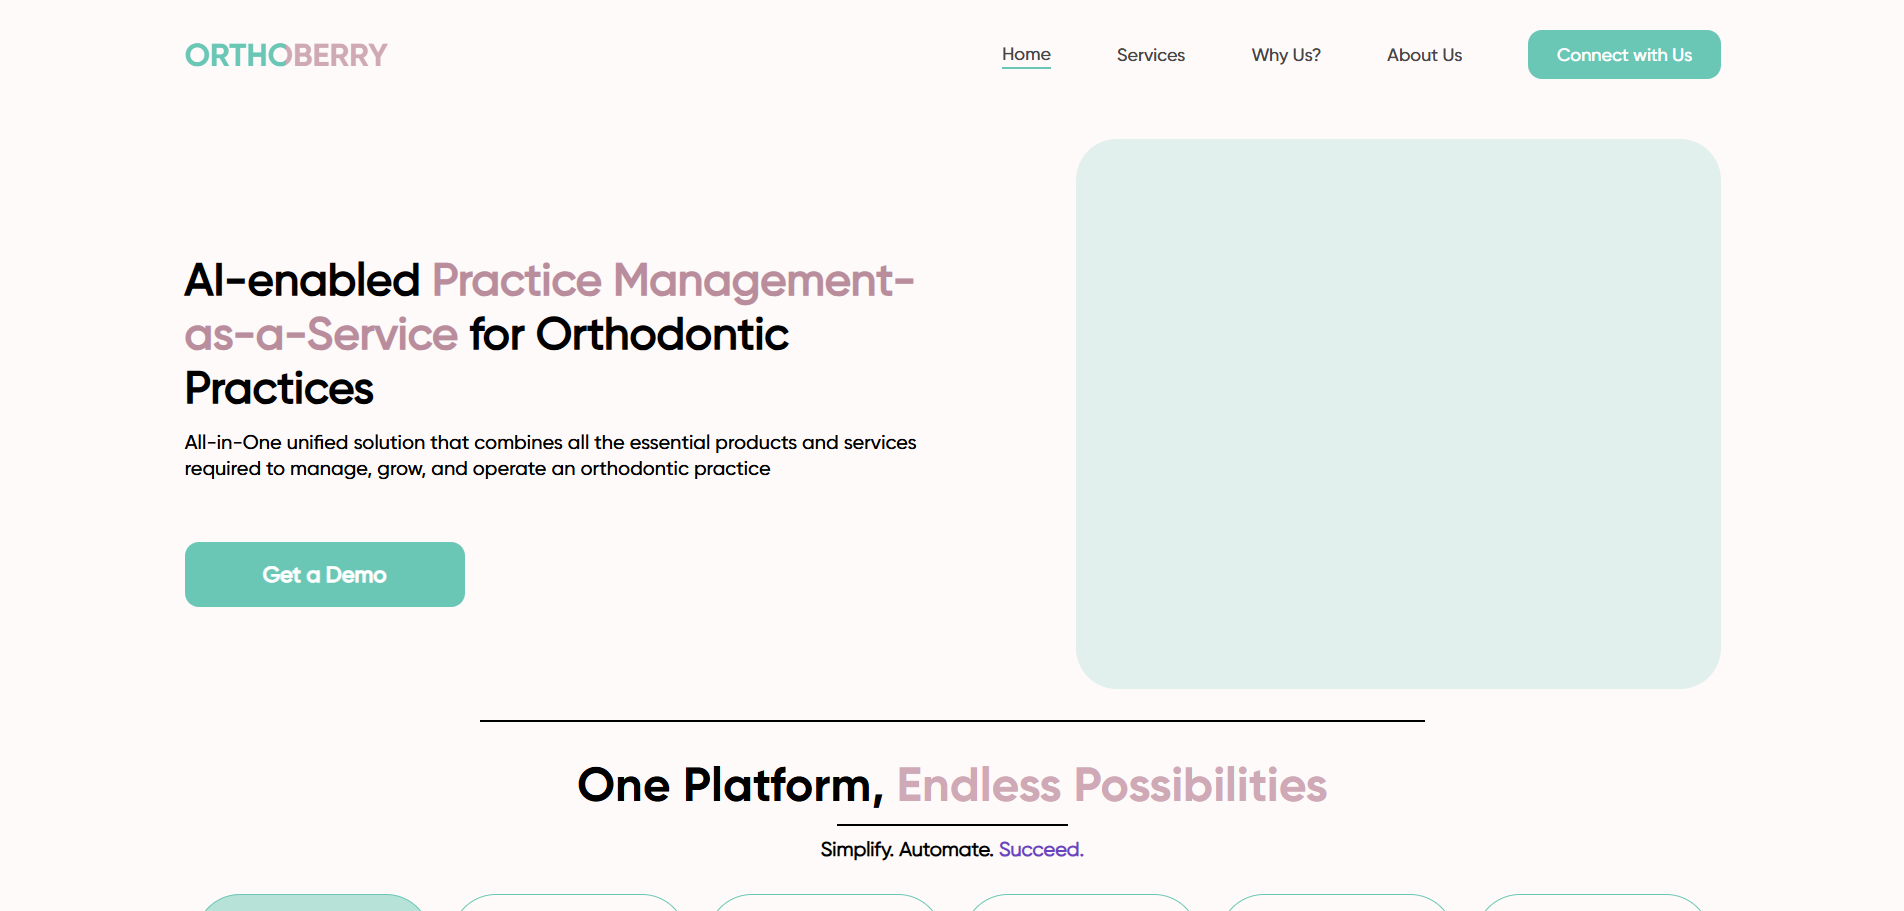 ORTHOBERRY
Home
Services
Why Us?
About Us
Connect with Us
AI-enabled Practice Management-
as-a-Service for Orthodontic
Practices
All-in-One unified solution that combines all the essential products and services
required to manage, grow, and operate an orthodontic practice
Get a Demo
One Platform, Endless Possibilities
Simplify. Automate. Succeed.